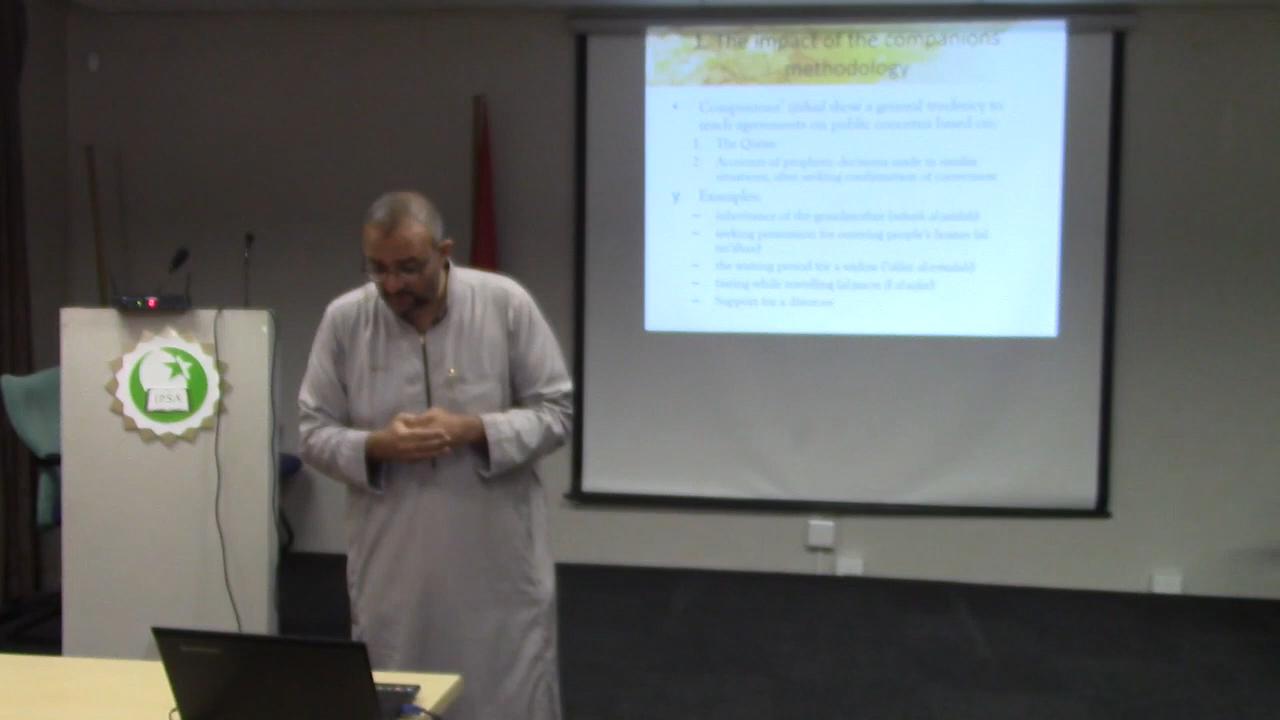 1. The impact of the companions
methodology
• Companions' ijtihad show a general tendency to
reach agreements on public concerns based on:
1. The Quran
2. Accounts of prophetic decisions made in similar
situations, after seeking confirmation of correctness
Examples:
– inheritance of the grandmother
– seeking permission for entering people's houses (al
– the waiting period for a widow
– fasting while travelling
– Support for a divorcee
IPSA